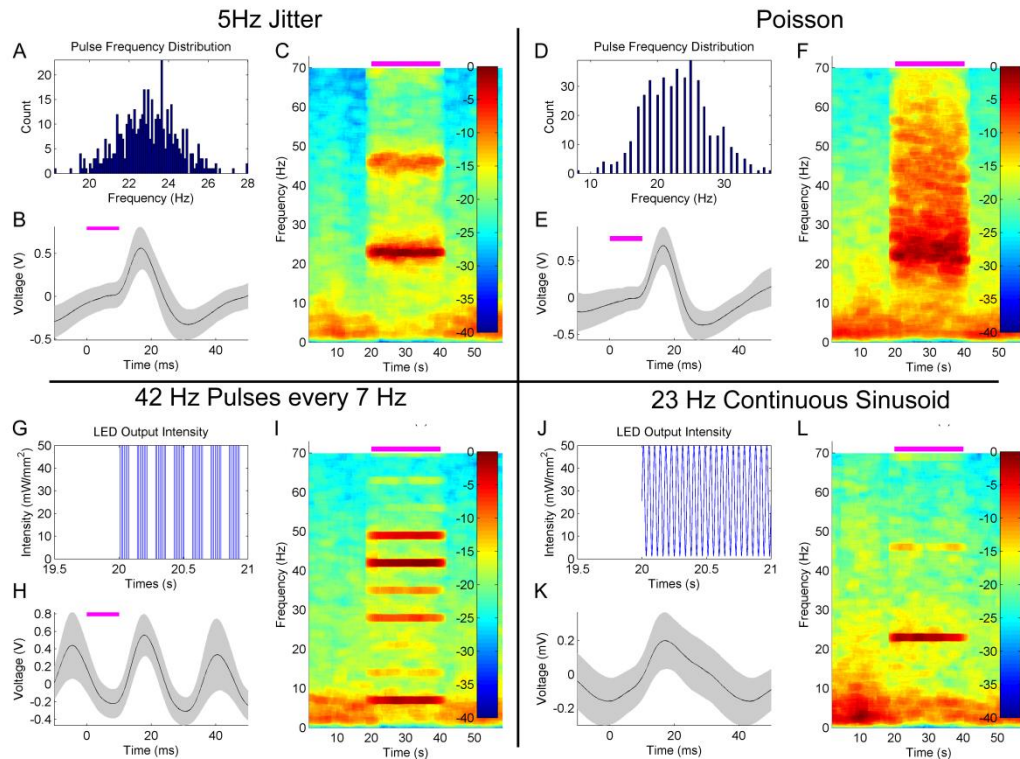 5Hz Jitter
A
Pulse Frequency Distribution
20
15
10
5
0
Count
20 22 24 26 28
Frequency (Hz)
B
0.5
0
-0.5
Voltage (V)
0 20 40
Time (ms)
C
70
60
50
40
30
20
10
0
Frequency (Hz)
10 20 30 40 50
Time (s)
0
-5
-10
-15
-20
-25
-30
-35
-40
Poisson
D
Pulse Frequency Distribution
30
20
10
0
Count
10 20 30
Frequency (Hz)
E
0.5
0
-0.5
Voltage (V)
0 20 40
Time (ms)
F
70
60
50
40
30
20
10
0
Frequency (Hz)
10 20 30 40 50
Time (s)
0
-5
-10
-15
-20
-25
-30
-35
-40
42 Hz Pulses every 7 Hz
G
LED Output Intensity
50
40
30
20
10
0
Intensity (mW/mm²)
19.5 20 20.5 21
Times (s)
H
0.8
0.6
0.4
0.2
0
-0.2
-0.4
Voltage (V)
0 20 40
Time (ms)
I
70
60
50
40
30
20
10
0
Frequency (Hz)
10 20 30 40 50
Time (s)
0
-5
-10
-15
-20
-25
-30
-35
-40
23 Hz Continuous Sinusoid
J
LED Output Intensity
50
40
30
20
10
0
Intensity (mW/mm²)
19.5 20 20.5 21
Times (s)
K
0.2
0
-0.2
Voltage (mV)
0 20 40
Time (ms)
L
70
60
50
40
30
20
10
0
Frequency (Hz)
10 20 30 40 50
Time (s)
0
-5
-10
-15
-20
-25
-30
-35
-40